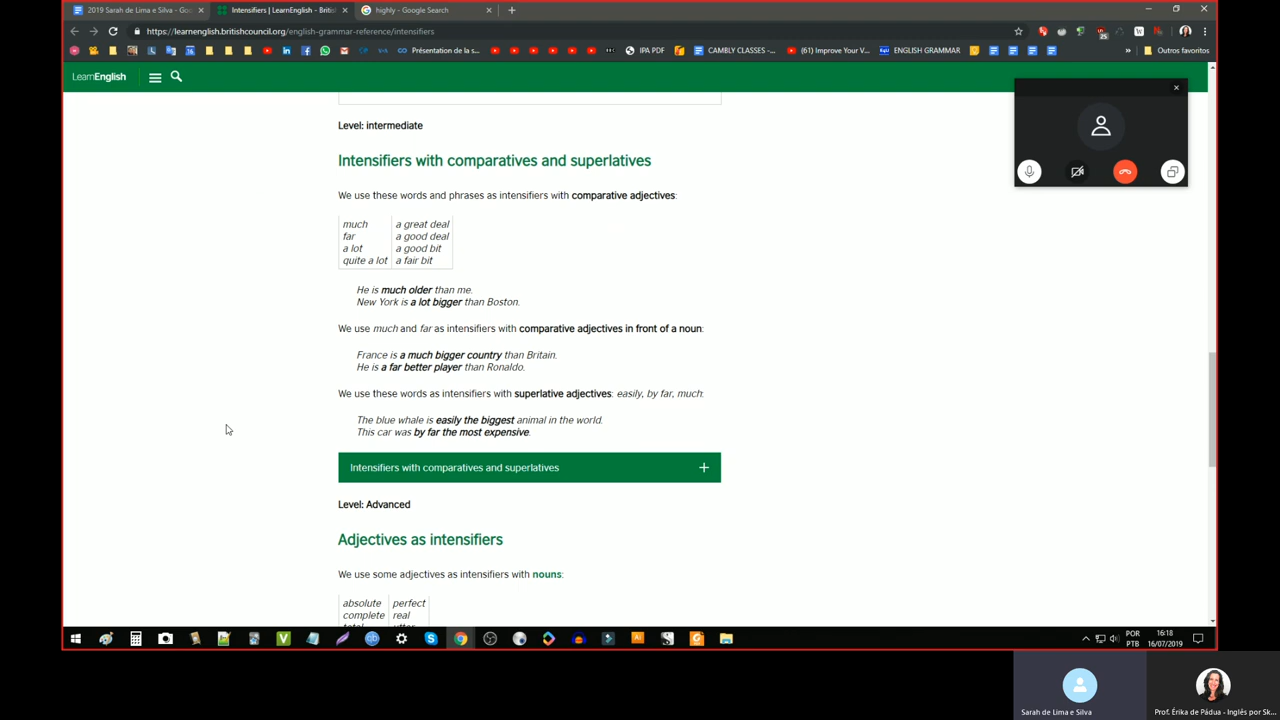 2019 Sarah de Lima e Silva - Goo
Intensifiers | LearnEnglish - British
highly - Google Search
https://learnenglish.britishcouncil.org/english-grammar-reference/intensifiers
Présentation de la s...
IPA PDF
CAMBLY CLASSES -...
(61) Improve Your V...
ENGLISH GRAMMAR
»
Outros favoritos
LearnEnglish
Level: intermediate
Intensifiers with comparatives and superlatives
We use these words and phrases as intensifiers with comparative adjectives:
much a great deal
far a good deal
a lot a good bit
quite a lot a fair bit
He is much older than me.
New York is a lot bigger than Boston.
We use much and far as intensifiers with comparative adjectives in front of a noun:
France is a much bigger country than Britain.
He is a far better player than Ronaldo.
We use these words as intensifiers with superlative adjectives: easily, by far, much:
The blue whale is easily the biggest animal in the world.
This car was by far the most expensive.
Intensifiers with comparatives and superlatives +
Level: Advanced
Adjectives as intensifiers
We use some adjectives as intensifiers with nouns:
absolute perfect
complete real
total utter
POR
PTB
16:18
16/07/2019
Sarah de Lima e Silva
Prof. Érika de Pádua - Inglês por Sk...